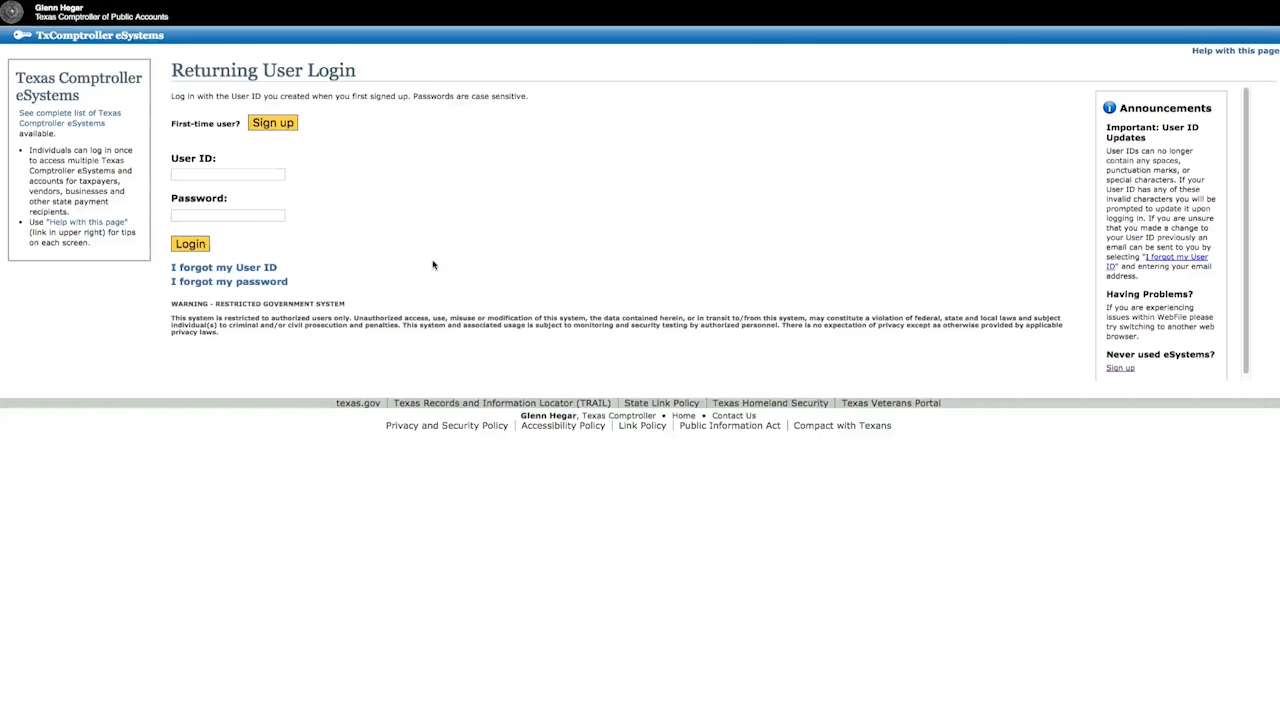 Glenn Hegar
Texas Comptroller of Public Accounts
TxComptroller eSystems
Help with this page
Texas Comptroller
eSystems
See complete list of Texas
Comptroller eSystems
available.
• Individuals can log in once
to access multiple Texas
Comptroller eSystems and
accounts for taxpayers,
vendors, businesses and
other state payment
recipients.
• Use "Help with this page"
(link in upper right) for tips
on each screen.
Returning User Login
Log in with the User ID you created when you first signed up. Passwords are case sensitive.
First-time user? Sign up
User ID:
Password:
Login
I forgot my User ID
I forgot my password
WARNING - RESTRICTED GOVERNMENT SYSTEM
This system is restricted to authorized users only. Unauthorized access, use, misuse or modification of this system, the data contained herein, or in transit to/from this system, may constitute a violation of federal, state and local laws and subject
individual(s) to criminal and/or civil prosecution and penalties. This system and associated usage is subject to monitoring and security testing by authorized personnel. There is no expectation of privacy except as otherwise provided by applicable
privacy laws.
Announcements
Important: User ID
Updates
User IDs can no longer
contain any spaces,
punctuation marks, or
special characters. If your
User ID has any of these
invalid characters you will be
prompted to update it upon
logging in. If you are unsure
that you made a change to
your User ID previously an
email can be sent to you by
selecting "I forgot my User
ID" and entering your email
address.
Having Problems?
If you are experiencing
issues within WebFile please
try switching to another web
browser.
Never used eSystems?
Sign up
texas.gov | Texas Records and Information Locator (TRAIL) | State Link Policy | Texas Homeland Security | Texas Veterans Portal
Glenn Hegar, Texas Comptroller • Home • Contact Us
Privacy and Security Policy | Accessibility Policy | Link Policy | Public Information Act | Compact with Texans